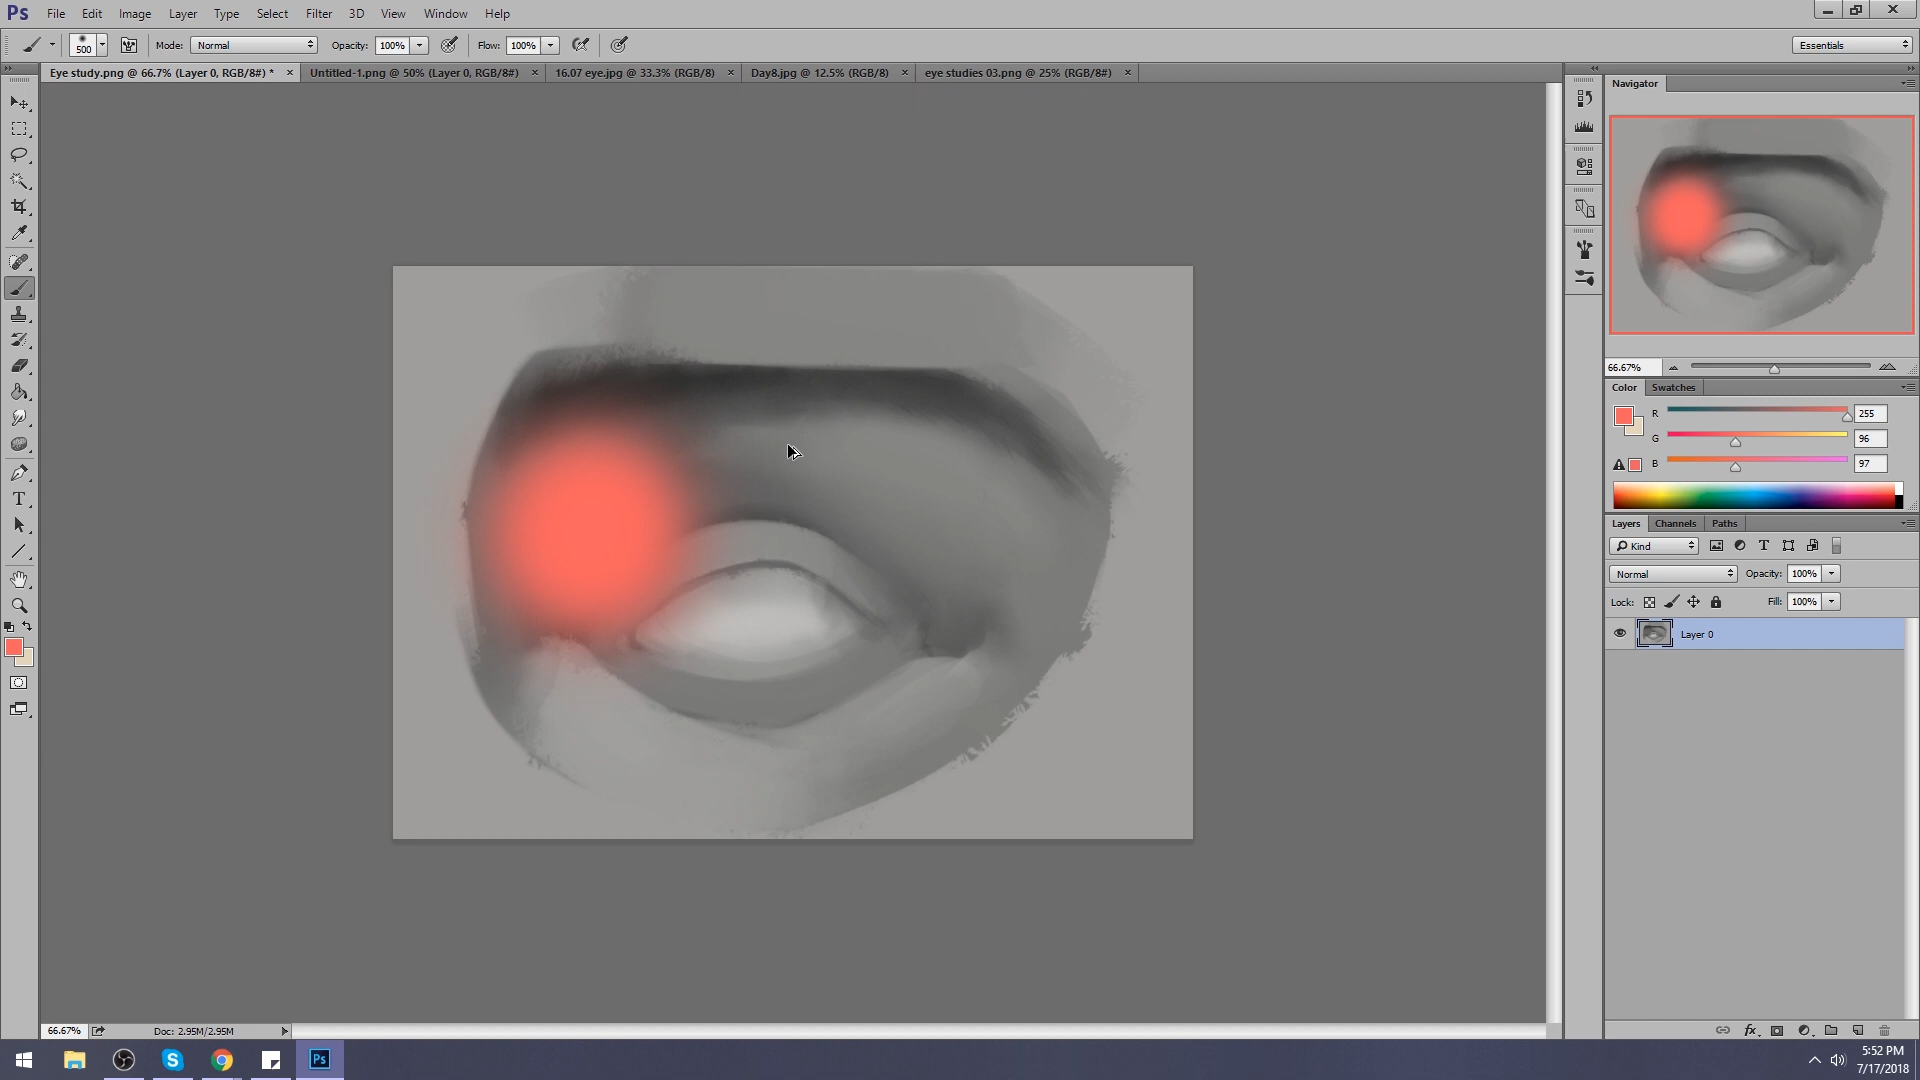 Ps File Edit Image Layer Type Select Filter 3D View Window Help
500 Mode: Normal Opacity: 100% Flow: 100% Essentials
Eye study.png @ 66.7% (Layer 0, RGB/8#) * × Untitled-1.png @ 50% (Layer 0, RGB/8#) × 16.07 eye.jpg @ 33.3% (RGB/8) × Day8.jpg @ 12.5% (RGB/8) × eye studies 03.png @ 25% (RGB/8#) ×
Navigator
66.67%
Color Swatches
R 255
G 96
B 97
Layers Channels Paths
Kind T
Normal Opacity: 100%
Lock: Fill: 100%
Layer 0
T
66.67% Doc: 2.95M/2.95M
fx
S Ps 5:52 PM
7/17/2018